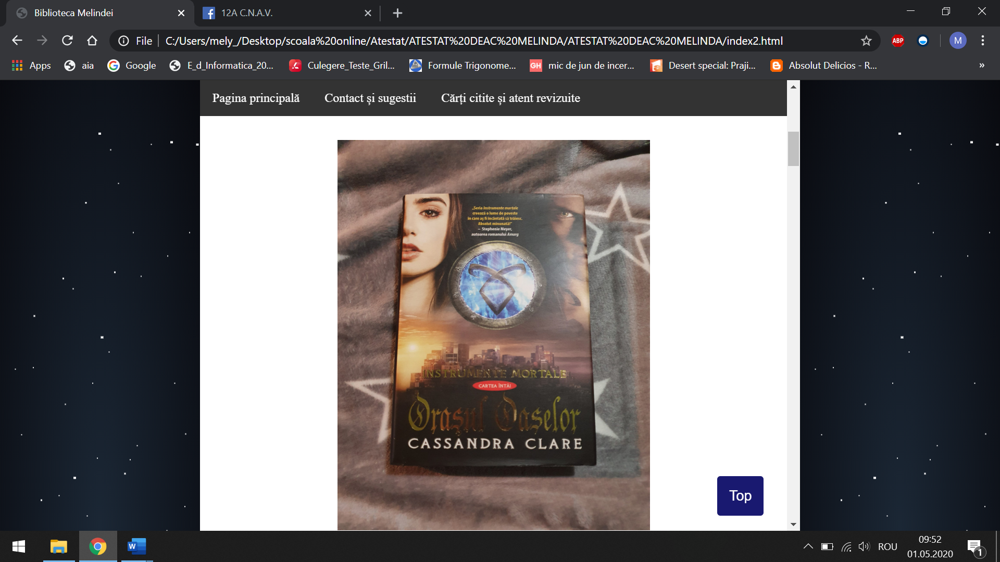 Biblioteca Melindei
12A C.N.A.V.
File
C:/Users/mely_/Desktop/scoala%20online/Atestat/ATESTAT%20DEAC%20MELINDA/ATESTAT%20DEAC%20MELINDA/index2.html
ABP
M
Apps
aia
Google
E_d_Informatica_20...
Culegere_Teste_Gril...
Formule Trigonome...
GH
mic de jun de incer...
Desert special: Praji...
Absolut Delicios - R...
»
Pagina principală
Contact și sugestii
Cărți citite și atent revizuite
„Seria Instrumente mortale
creează o lume de poveste
în care aș fi încântată să trăiesc.
Absolut minunată!”
– Stephenie Meyer,
autoarea romanului Amurg
INSTRUMENTE MORTALE
CARTEA ÎNTÂI
Orașul Oaselor
CASSANDRA CLARE
Top
W
ROU
09:52
01.05.2020
1